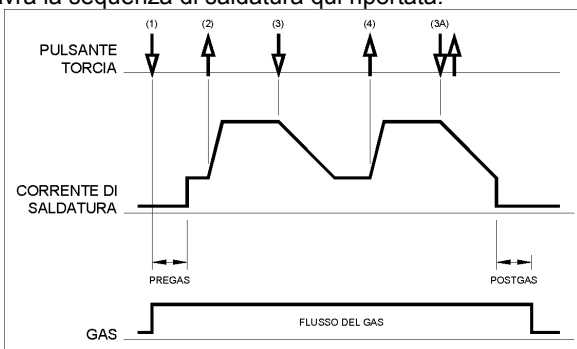 avrà la sequenza di saldatura qui riportata:
(1) (2) (3) (4) (3A)
PULSANTE
TORCIA
CORRENTE DI
SALDATURA
PREGAS POSTGAS
FLUSSO DEL GAS
GAS